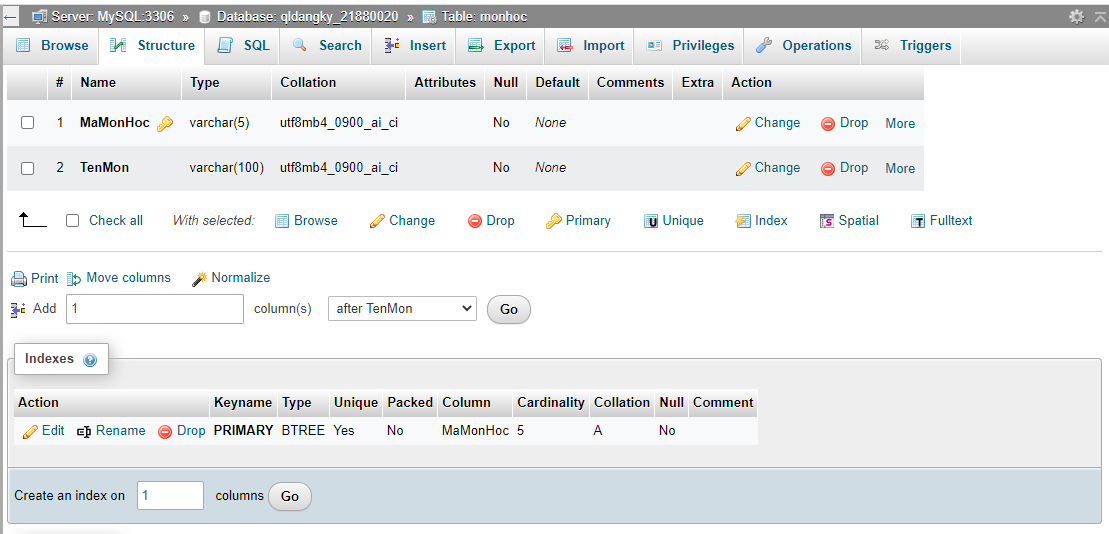 Server: MySQL:3306 » Database: qldangky_21880020 » Table: monhoc
Browse Structure SQL Search Insert Export Import Privileges Operations Triggers
# Name Type Collation Attributes Null Default Comments Extra Action
1 MaMonHoc varchar(5) utf8mb4_0900_ai_ci No None Change Drop More
2 TenMon varchar(100) utf8mb4_0900_ai_ci No None Change Drop More
Check all With selected: Browse Change Drop Primary Unique Index Spatial Fulltext
Print Move columns Normalize
Add 1 column(s) after TenMon Go
Indexes
Action Keyname Type Unique Packed Column Cardinality Collation Null Comment
Edit Rename Drop PRIMARY BTREE Yes No MaMonHoc 5 A No
Create an index on 1 columns Go